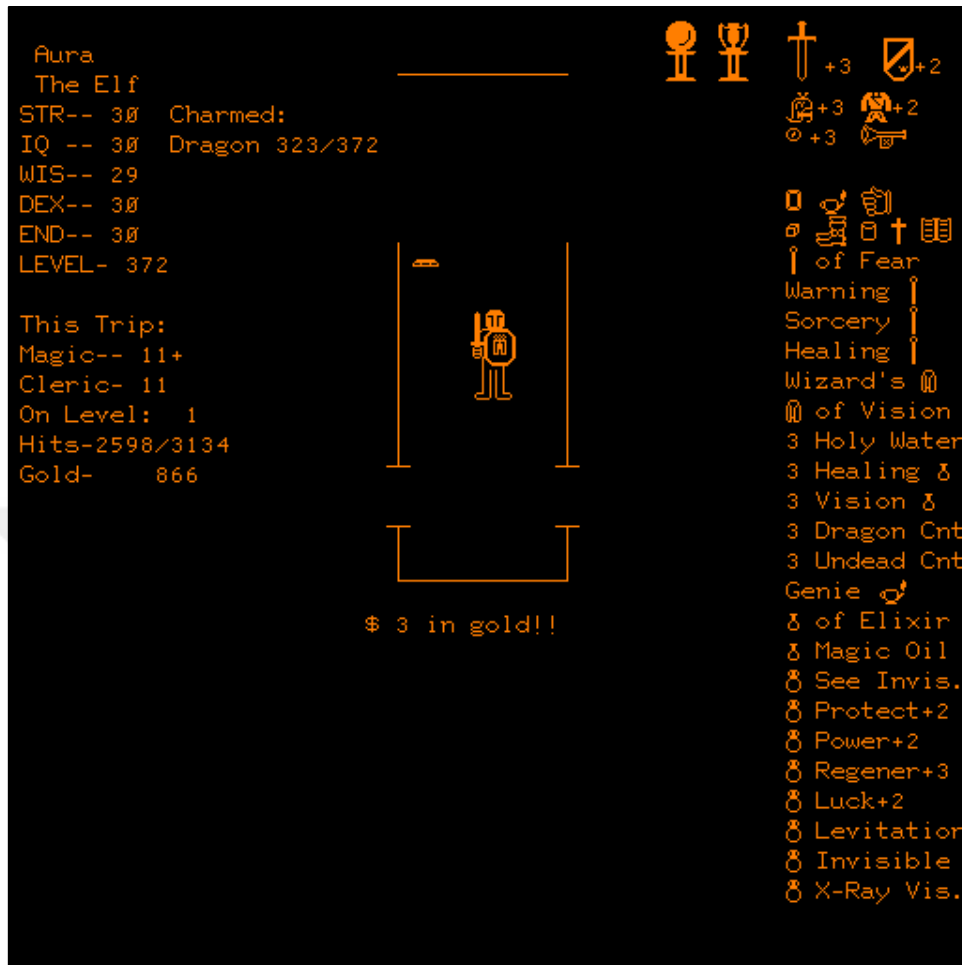 Aura
The Elf
STR-- 30
IQ -- 30
WIS-- 29
DEX-- 30
END-- 30
LEVEL- 372
Charmed:
Dragon 323/372
This Trip:
Magic-- 11+
Cleric- 11
On Level: 1
Hits-2598/3134
Gold- 866
$ 3 in gold!!
+3 +2
+3 +2
+3
of Fear
Warning
Sorcery
Healing
Wizard's
of Vision
3 Holy Water
3 Healing
3 Vision
3 Dragon Cnt
3 Undead Cnt
Genie
of Elixir
Magic Oil
See Invis.
Protect+2
Power+2
Regener+3
Luck+2
Levitation
Invisible
X-Ray Vis.